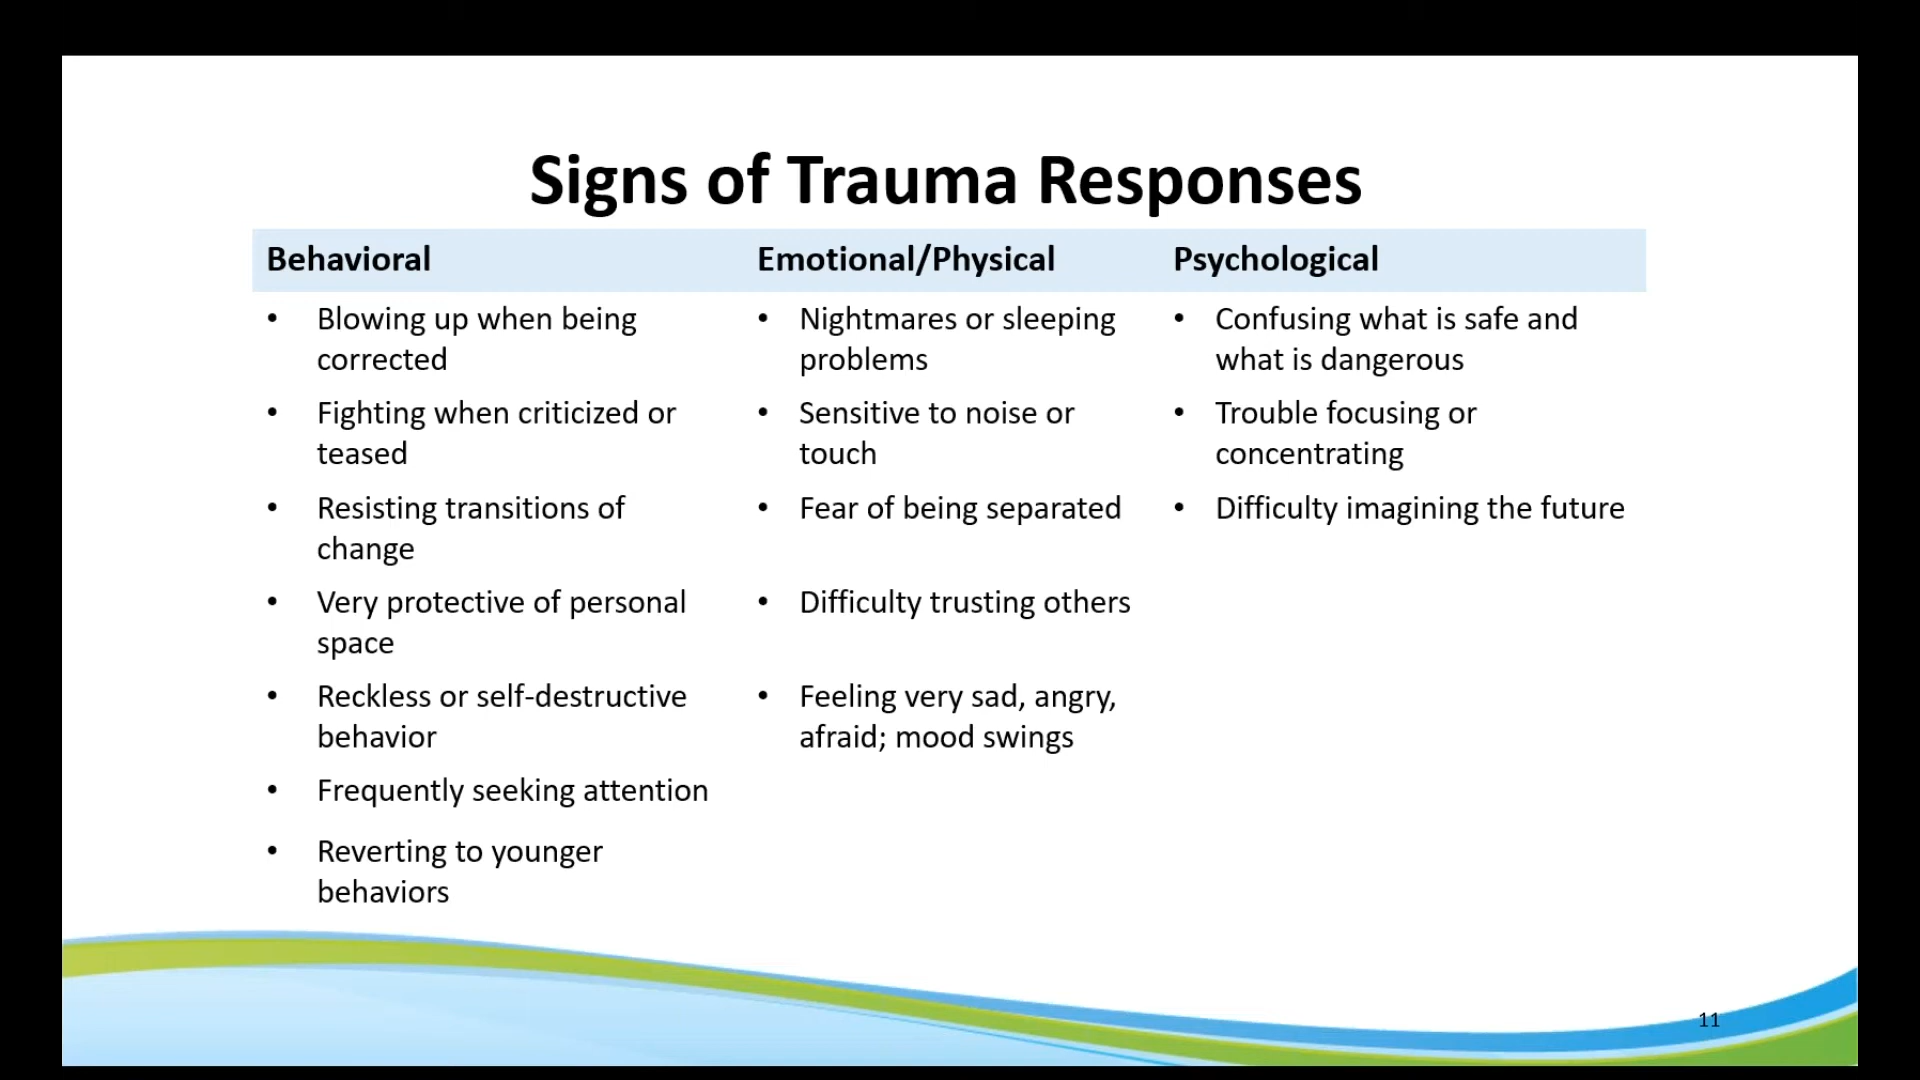 Signs of Trauma Responses
Behavioral
Emotional/Physical
Psychological
• Blowing up when being
corrected
• Nightmares or sleeping
problems
• Confusing what is safe and
what is dangerous
• Fighting when criticized or
teased
• Sensitive to noise or
touch
• Trouble focusing or
concentrating
• Resisting transitions of
change
• Fear of being separated
• Difficulty imagining the future
• Very protective of personal
space
• Difficulty trusting others
• Reckless or self-destructive
behavior
• Feeling very sad, angry,
afraid; mood swings
• Frequently seeking attention
• Reverting to younger
behaviors
11